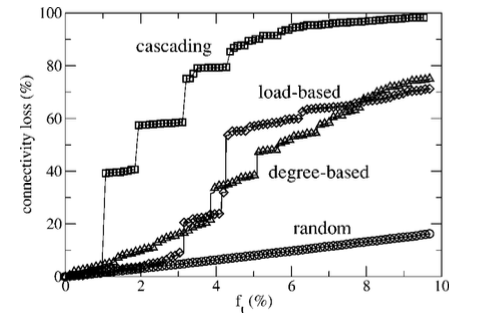 100
80
60
40
20
0
connectivity loss (%)
cascading
load-based
degree-based
random
0 2 4 6 8 10
f_t (%)